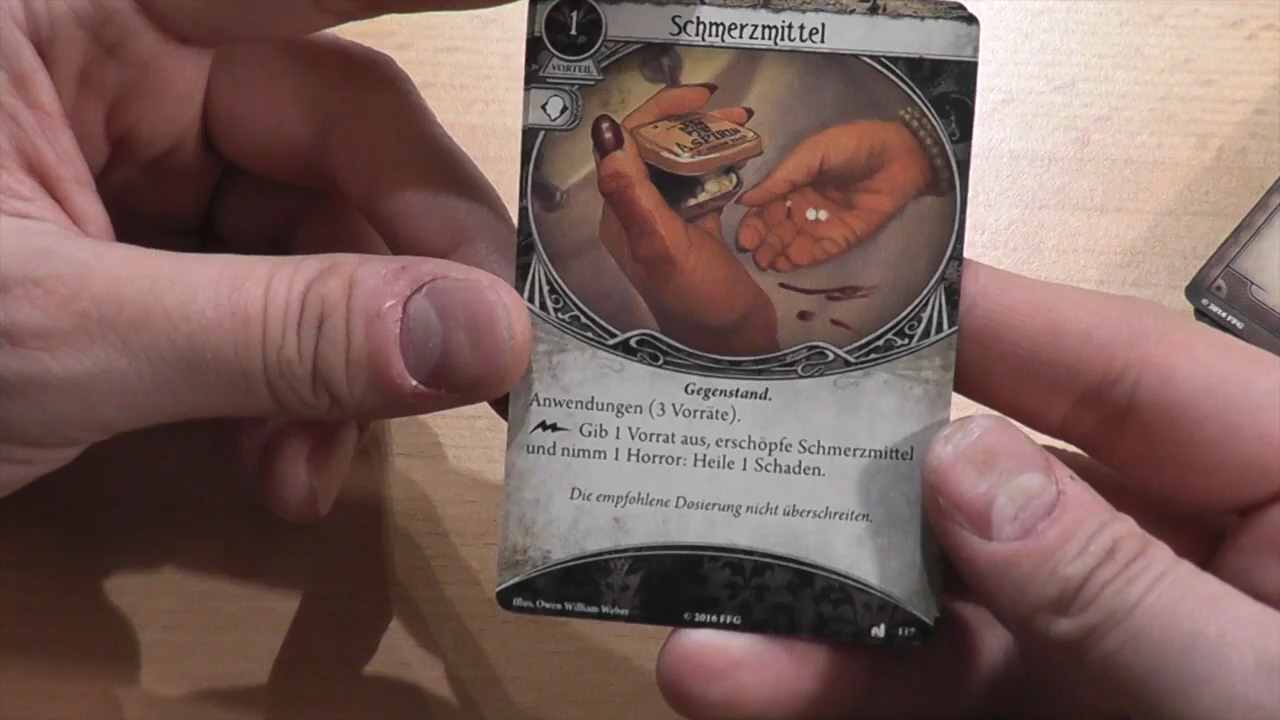 1
Schmerzmittel
VORTEIL
ASPIRIN
Gegenstand.
Anwendungen (3 Vorräte).
Gib 1 Vorrat aus, erschöpfe Schmerzmittel
und nimm 1 Horror: Heile 1 Schaden.
Die empfohlene Dosierung nicht überschreiten.
Illus. Owen William Weber
© 2016 FFG
117
© 2016 FFG